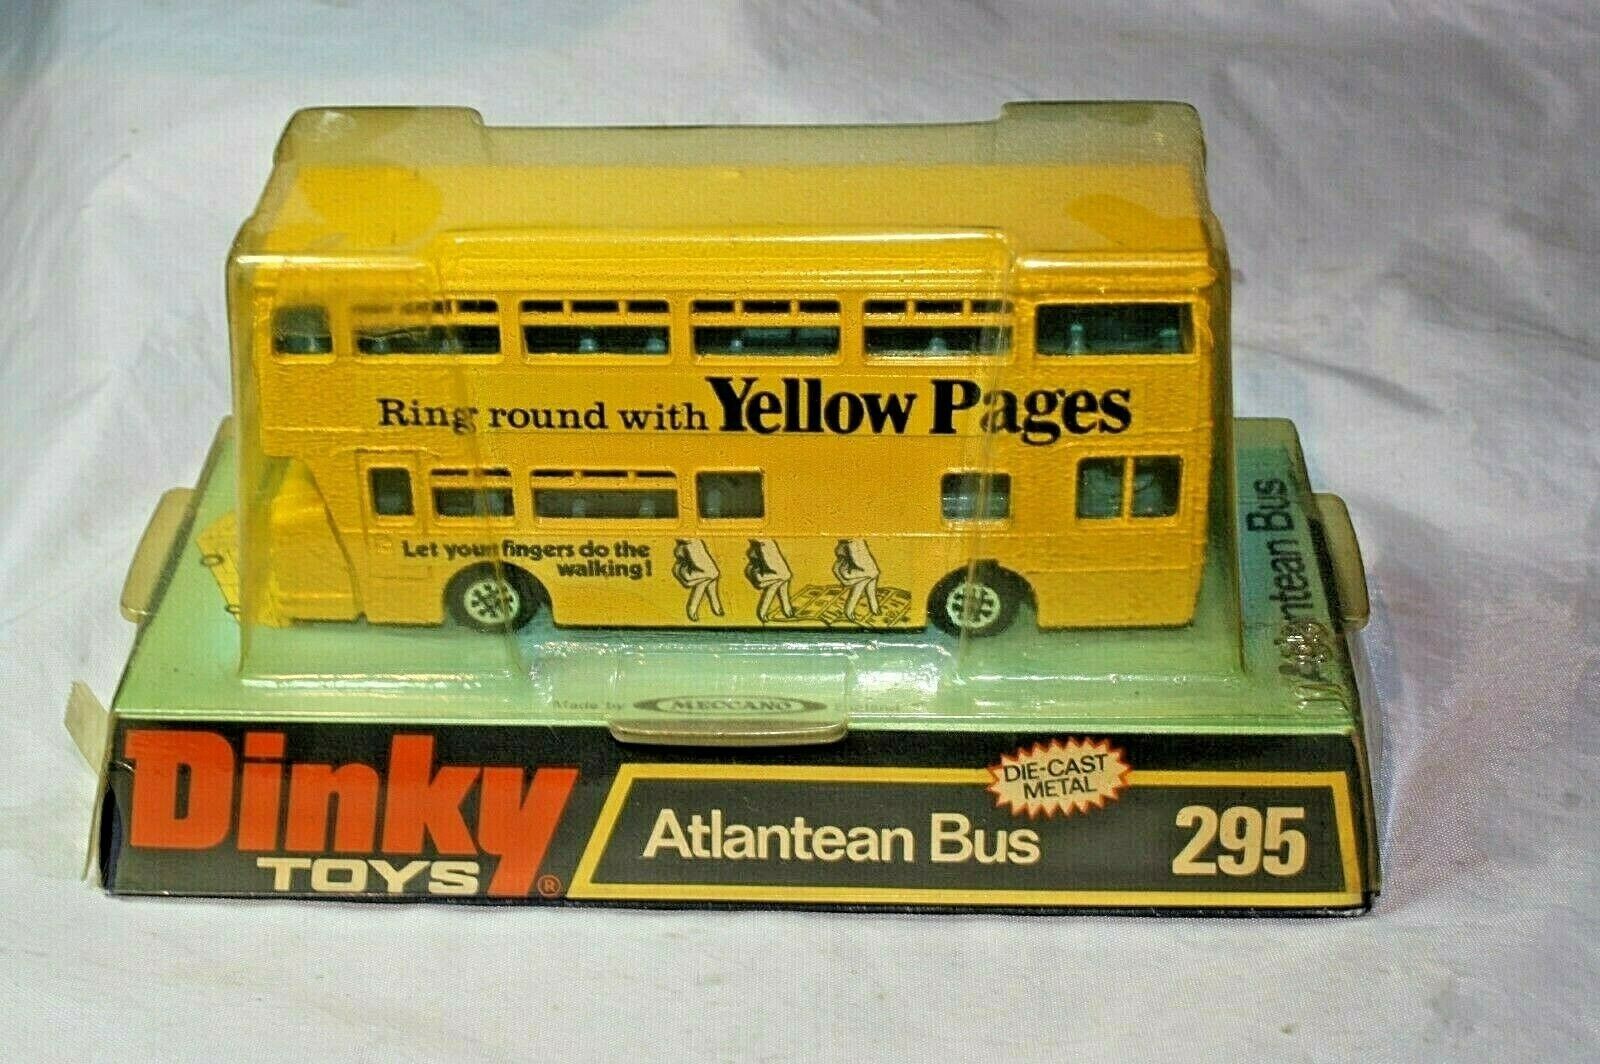 Ring round with Yellow Pages
Let your fingers do the
walking!
Made by MECCANO England
Atlantean Bus
Dinky
TOYS®
Atlantean Bus
DIE-CAST
METAL
295